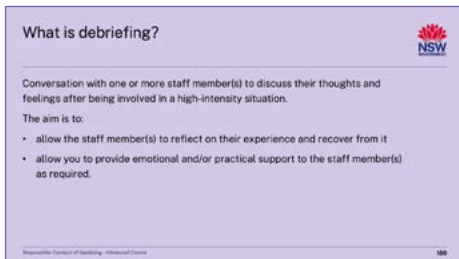 What is debriefing?
NSW
GOVERNMENT
Conversation with one or more staff member(s) to discuss their thoughts and
feelings after being involved in a high-intensity situation.
The aim is to:
• allow the staff member(s) to reflect on their experience and recover from it
• allow you to provide emotional and/or practical support to the staff member(s)
as required.
Responsible Conduct of Gambling - Advanced Course
100